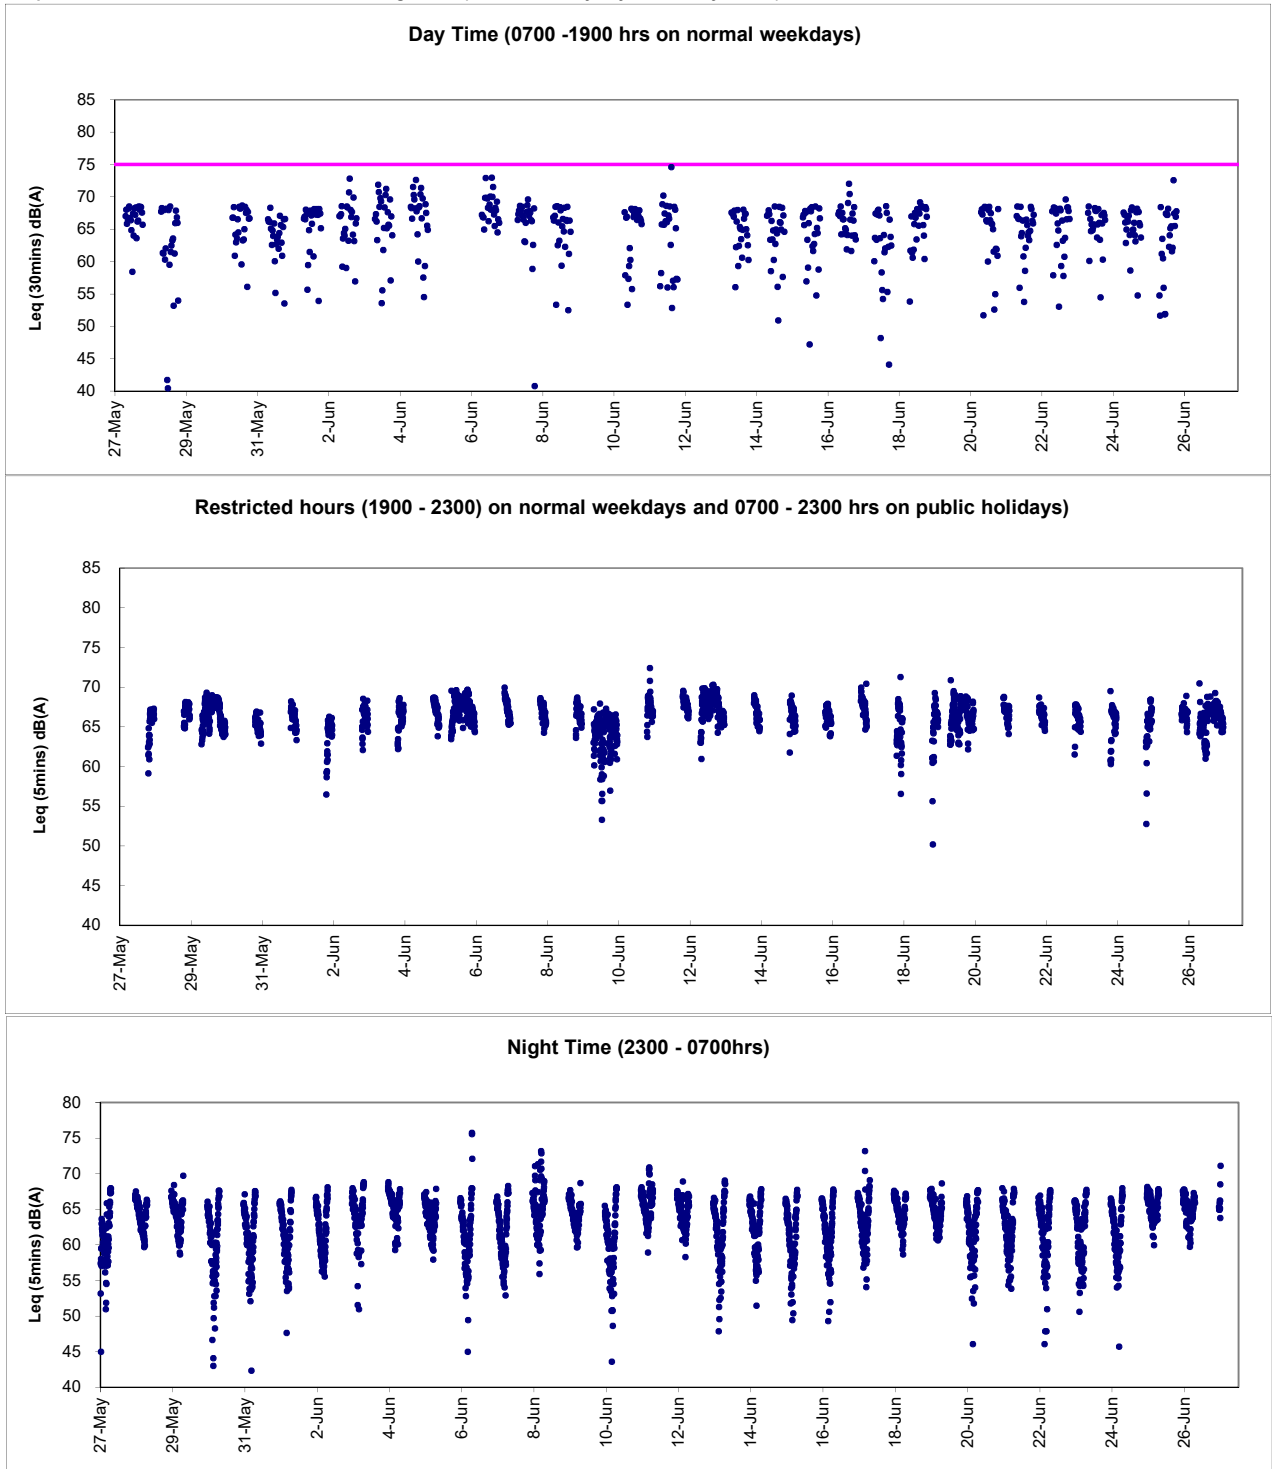 Day Time (0700 -1900 hrs on normal weekdays)
Leq (30mins) dB(A)
85
80
75
70
65
60
55
50
45
40
27-May
29-May
31-May
2-Jun
4-Jun
6-Jun
8-Jun
10-Jun
12-Jun
14-Jun
16-Jun
18-Jun
20-Jun
22-Jun
24-Jun
26-Jun
Restricted hours (1900 - 2300) on normal weekdays and 0700 - 2300 hrs on public holidays)
Leq (5mins) dB(A)
85
80
75
70
65
60
55
50
45
40
27-May
29-May
31-May
2-Jun
4-Jun
6-Jun
8-Jun
10-Jun
12-Jun
14-Jun
16-Jun
18-Jun
20-Jun
22-Jun
24-Jun
26-Jun
Night Time (2300 - 0700hrs)
Leq (5mins) dB(A)
80
75
70
65
60
55
50
45
40
27-May
29-May
31-May
2-Jun
4-Jun
6-Jun
8-Jun
10-Jun
12-Jun
14-Jun
16-Jun
18-Jun
20-Jun
22-Jun
24-Jun
26-Jun